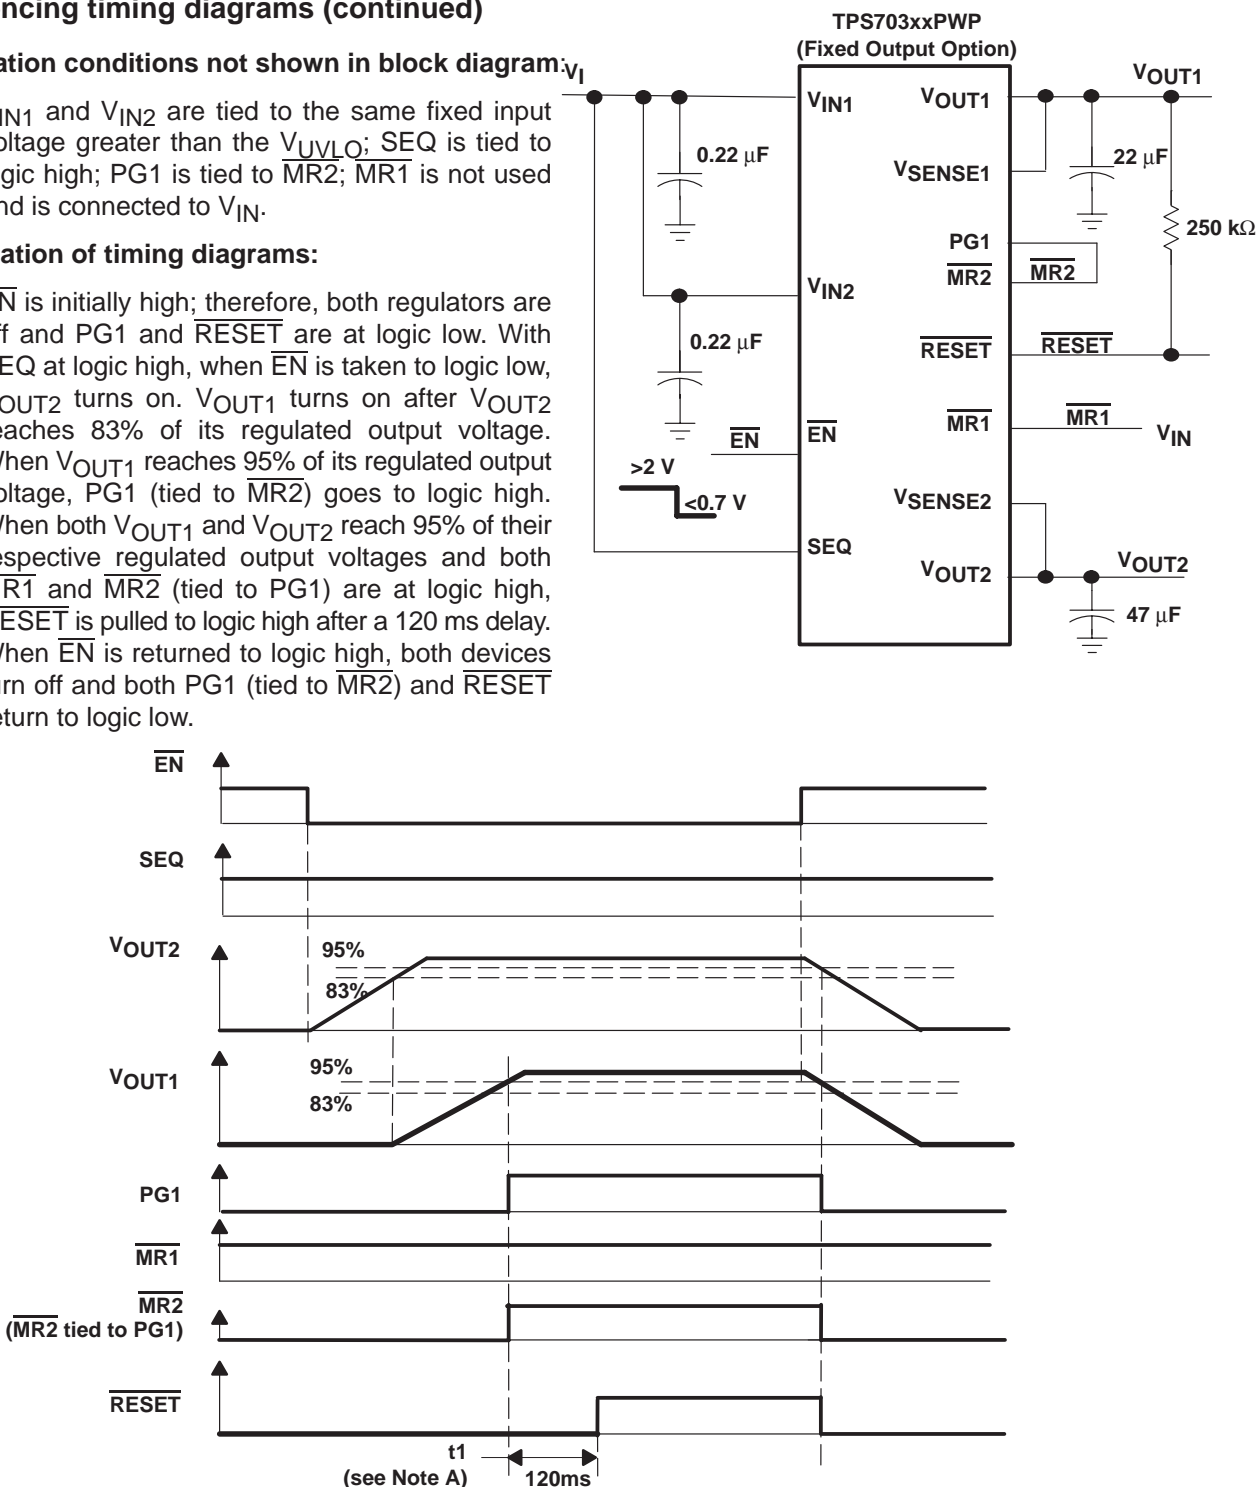 ncing timing diagrams (continued)
ation conditions not shown in block diagram:
IN1 and VIN2 are tied to the same fixed input
oltage greater than the VUVLO; SEQ is tied to
gic high; PG1 is tied to MR2; MR1 is not used
nd is connected to VIN.
ation of timing diagrams:
N is initially high; therefore, both regulators are
ff and PG1 and RESET are at logic low. With
EQ at logic high, when EN is taken to logic low,
OUT2 turns on. VOUT1 turns on after VOUT2
eaches 83% of its regulated output voltage.
When VOUT1 reaches 95% of its regulated output
oltage, PG1 (tied to MR2) goes to logic high.
When both VOUT1 and VOUT2 reach 95% of their
espective regulated output voltages and both
MR1 and MR2 (tied to PG1) are at logic high,
RESET is pulled to logic high after a 120 ms delay.
When EN is returned to logic high, both devices
urn off and both PG1 (tied to MR2) and RESET
eturn to logic low.
TPS703xxPWP
(Fixed Output Option)
VI
VIN1
VOUT1
VOUT1
0.22 μF
VSENSE1
22 μF
250 kΩ
PG1
MR2
MR2
VIN2
0.22 μF
RESET
RESET
EN
EN
MR1
MR1
VIN
>2 V
<0.7 V
VSENSE2
SEQ
VOUT2
VOUT2
47 μF
EN
SEQ
VOUT2
95%
83%
VOUT1
95%
83%
PG1
MR1
MR2
(MR2 tied to PG1)
RESET
t1
(see Note A)
120ms